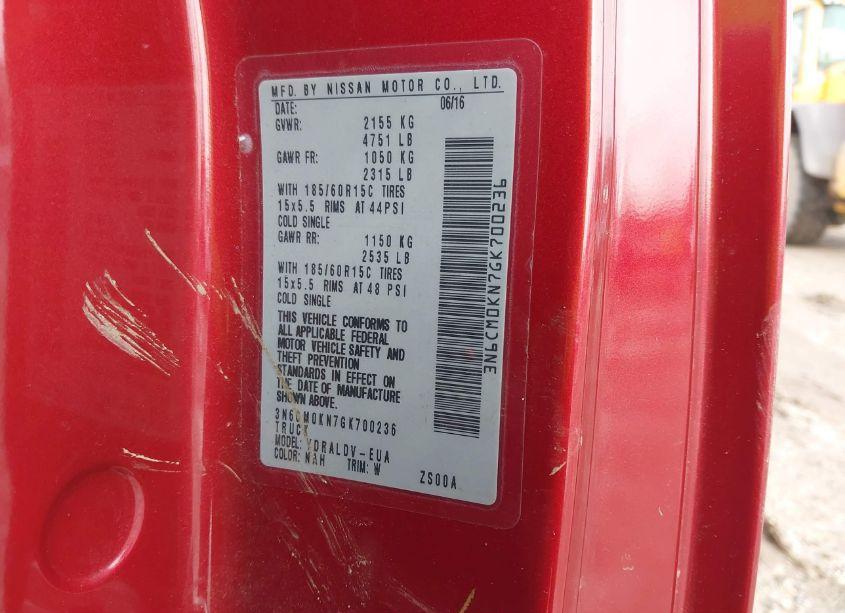 MFD. BY NISSAN MOTOR CO., LTD.
DATE: 06/16
GVWR: 2155 KG
4751 LB
GAWR FR: 1050 KG
2315 LB
WITH 185/60R15C TIRES
15x5.5 RIMS AT 44PSI
COLD SINGLE
GAWR RR: 1150 KG
2535 LB
WITH 185/60R15C TIRES
15x5.5 RIMS AT 48 PSI
COLD SINGLE
THIS VEHICLE CONFORMS TO
ALL APPLICABLE FEDERAL
MOTOR VEHICLE SAFETY AND
THEFT PREVENTION
STANDARDS IN EFFECT ON
THE DATE OF MANUFACTURE
SHOWN ABOVE.
3N6CM0KN7GK700236
TRUCK
MODEL: YDRALDV-EUA
COLOR: NAH TRIM: W
ZS00A
3N6CM0KN7GK700236